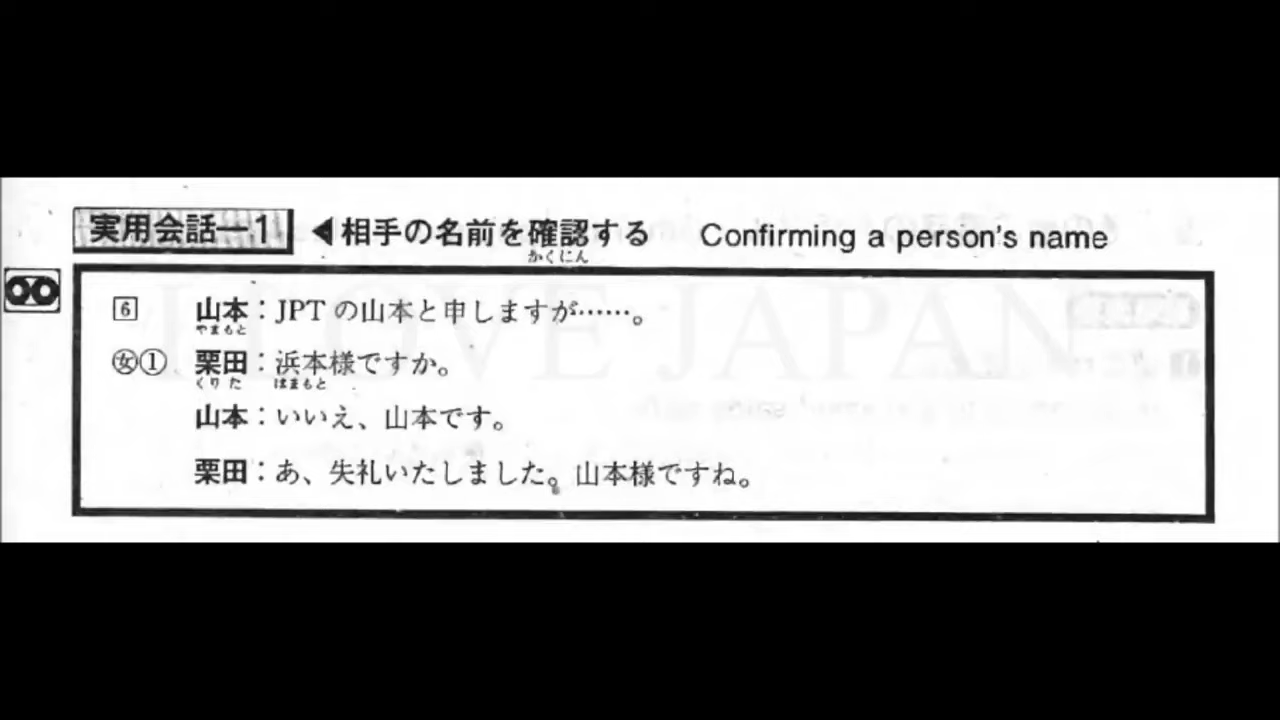 実用会話－1 ◀相手の名前を確認する Confirming a person's name
かくにん
6 山本：JPTの山本と申しますが……。
やまもと
女① 栗田：浜本様ですか。
くりた はまもと
山本：いいえ、山本です。
栗田：あ、失礼いたしました。山本様ですね。
I LOVE JAPAN